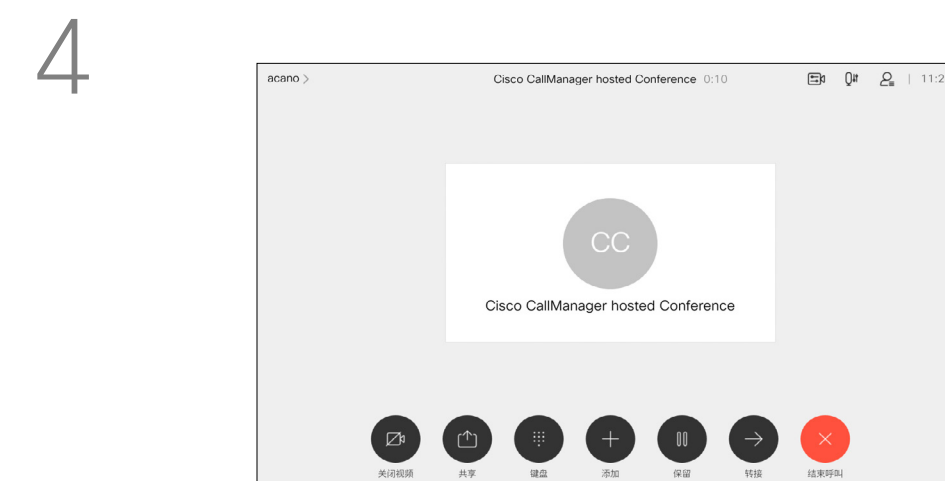 4
acano
Cisco CallManager hosted Conference 0:10
11:2
CC
Cisco CallManager hosted Conference
关闭视频 共享 键盘 添加 保留 转接 结束呼叫